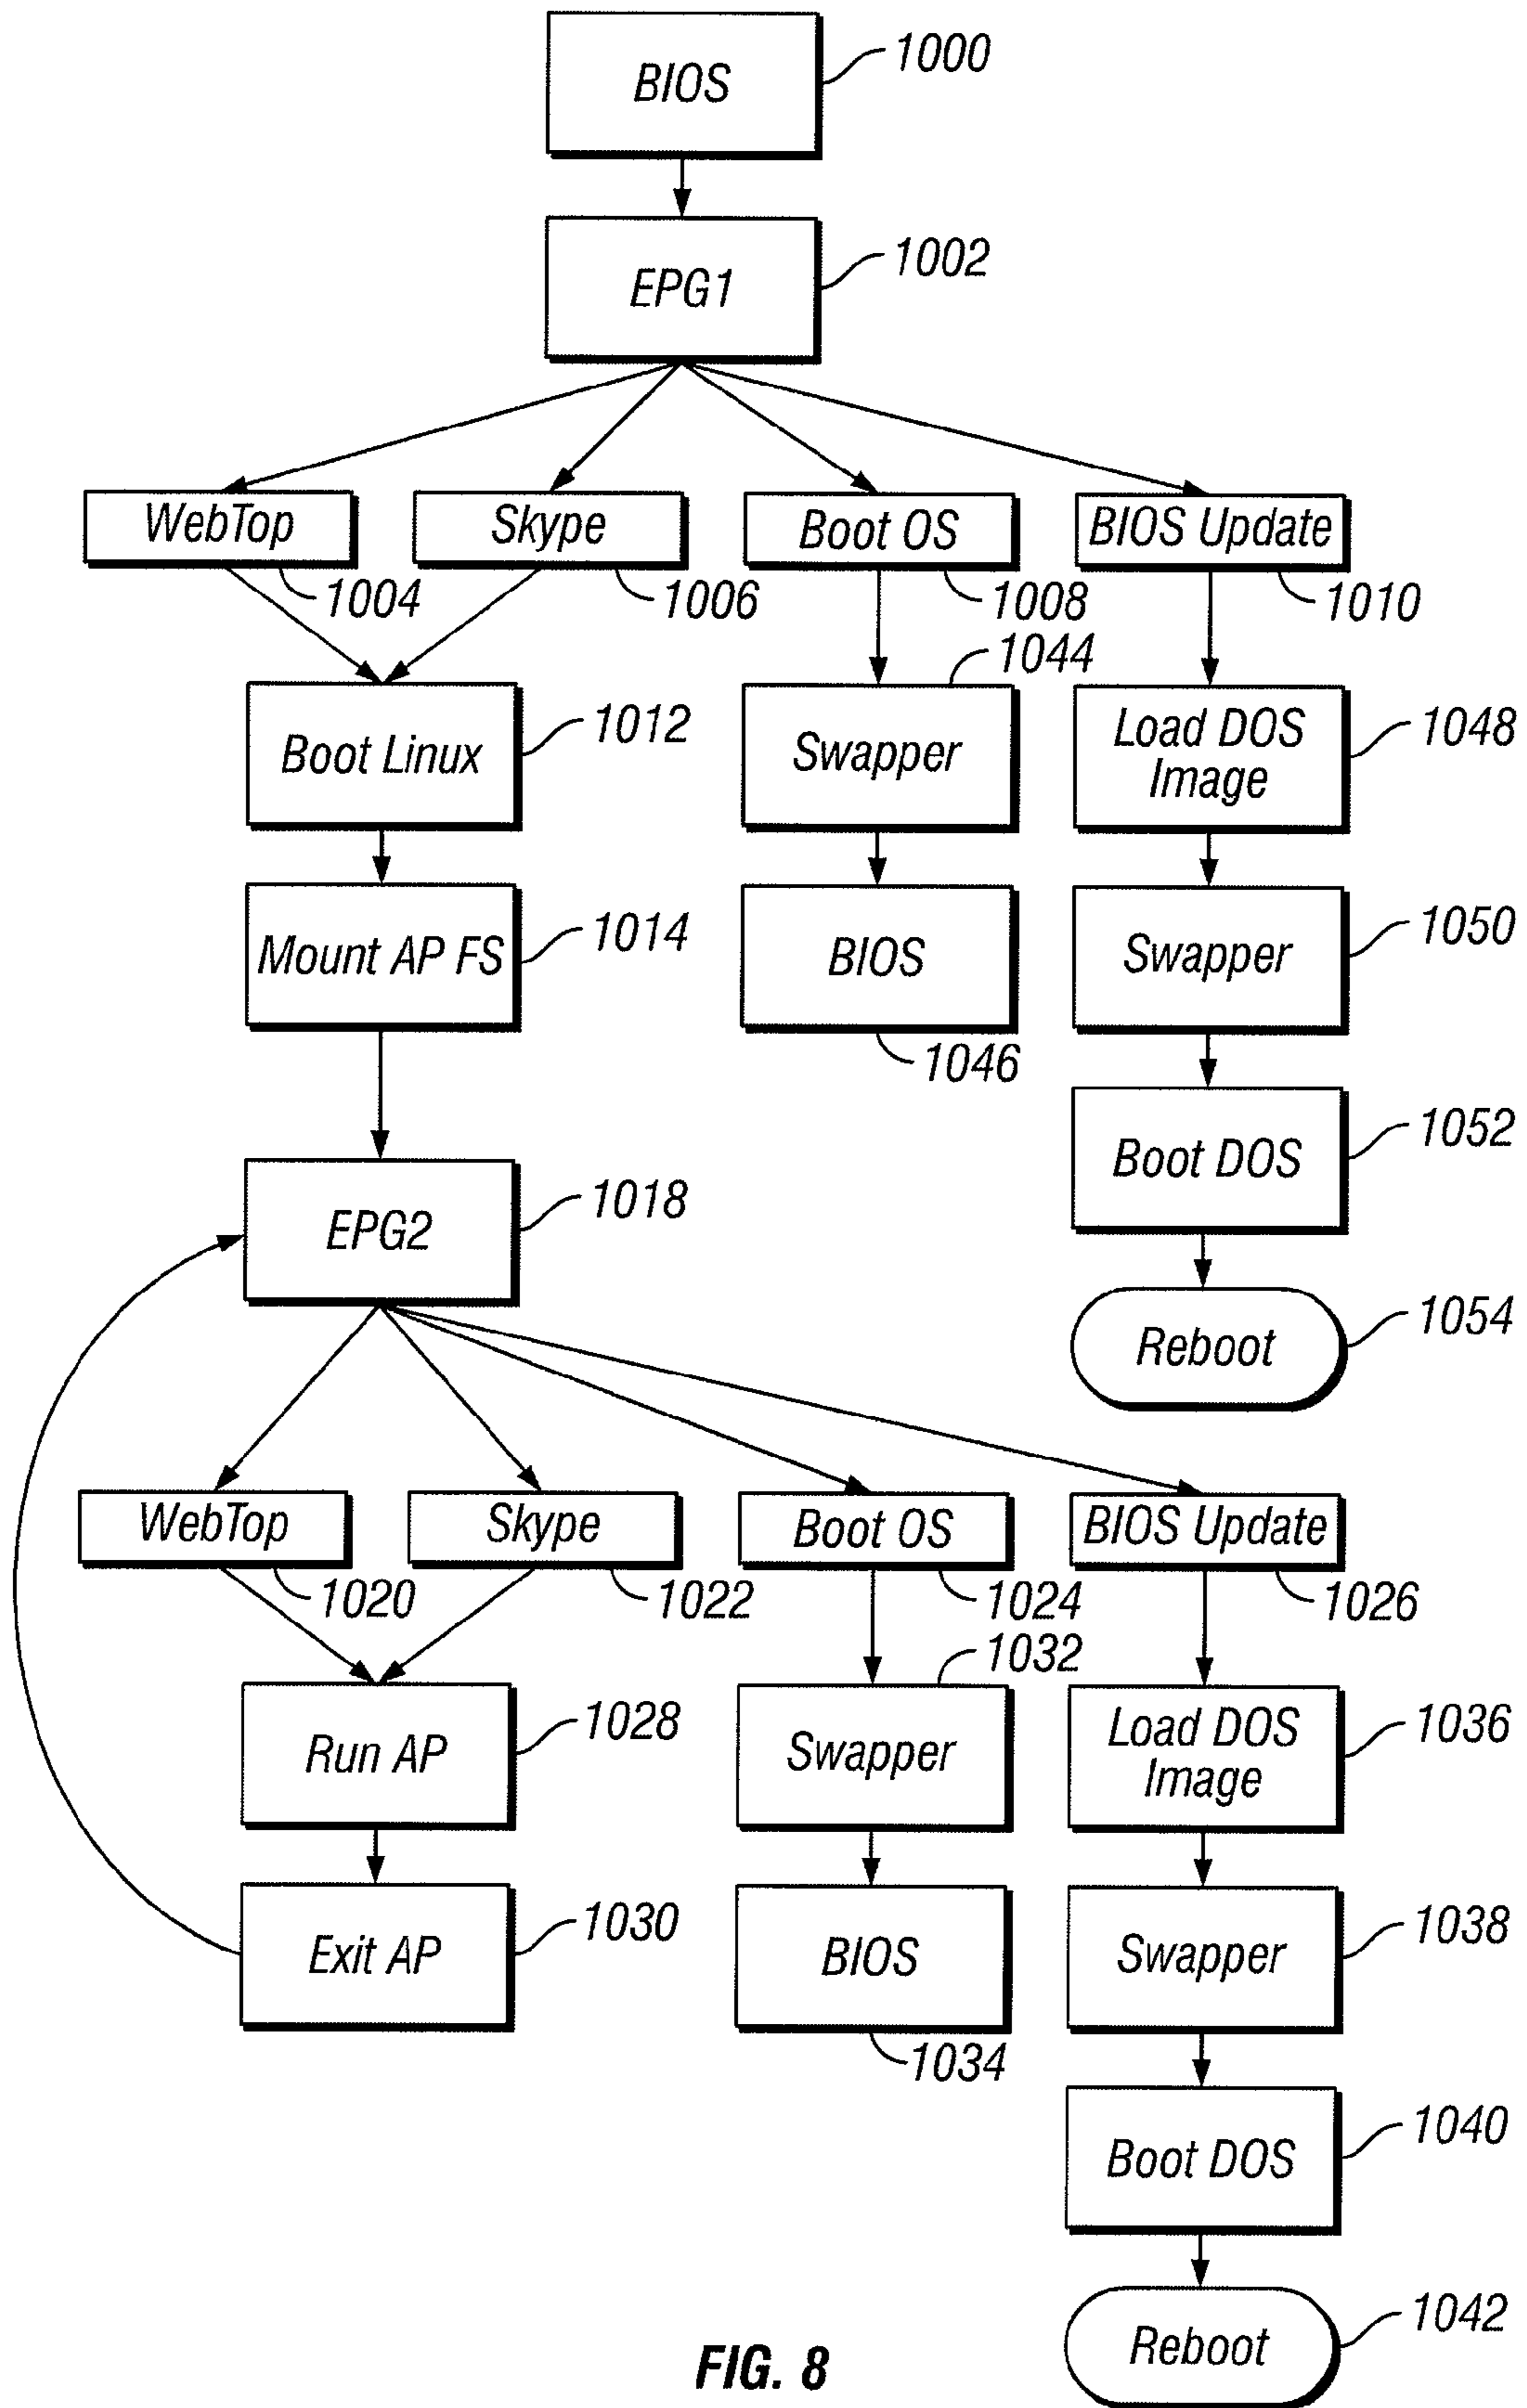 BIOS
1000
EPG1
1002
WebTop
Skype
Boot OS
BIOS Update
1004
1006
1008
1010
1044
Boot Linux
1012
Swapper
Load DOS
Image
1048
Mount AP FS
1014
BIOS
Swapper
1050
1046
Boot DOS
1052
EPG2
1018
Reboot
1054
WebTop
Skype
Boot OS
BIOS Update
1020
1022
1024
1026
1032
Run AP
1028
Swapper
Load DOS
Image
1036
Exit AP
1030
BIOS
Swapper
1038
1034
Boot DOS
1040
Reboot
1042
FIG. 8